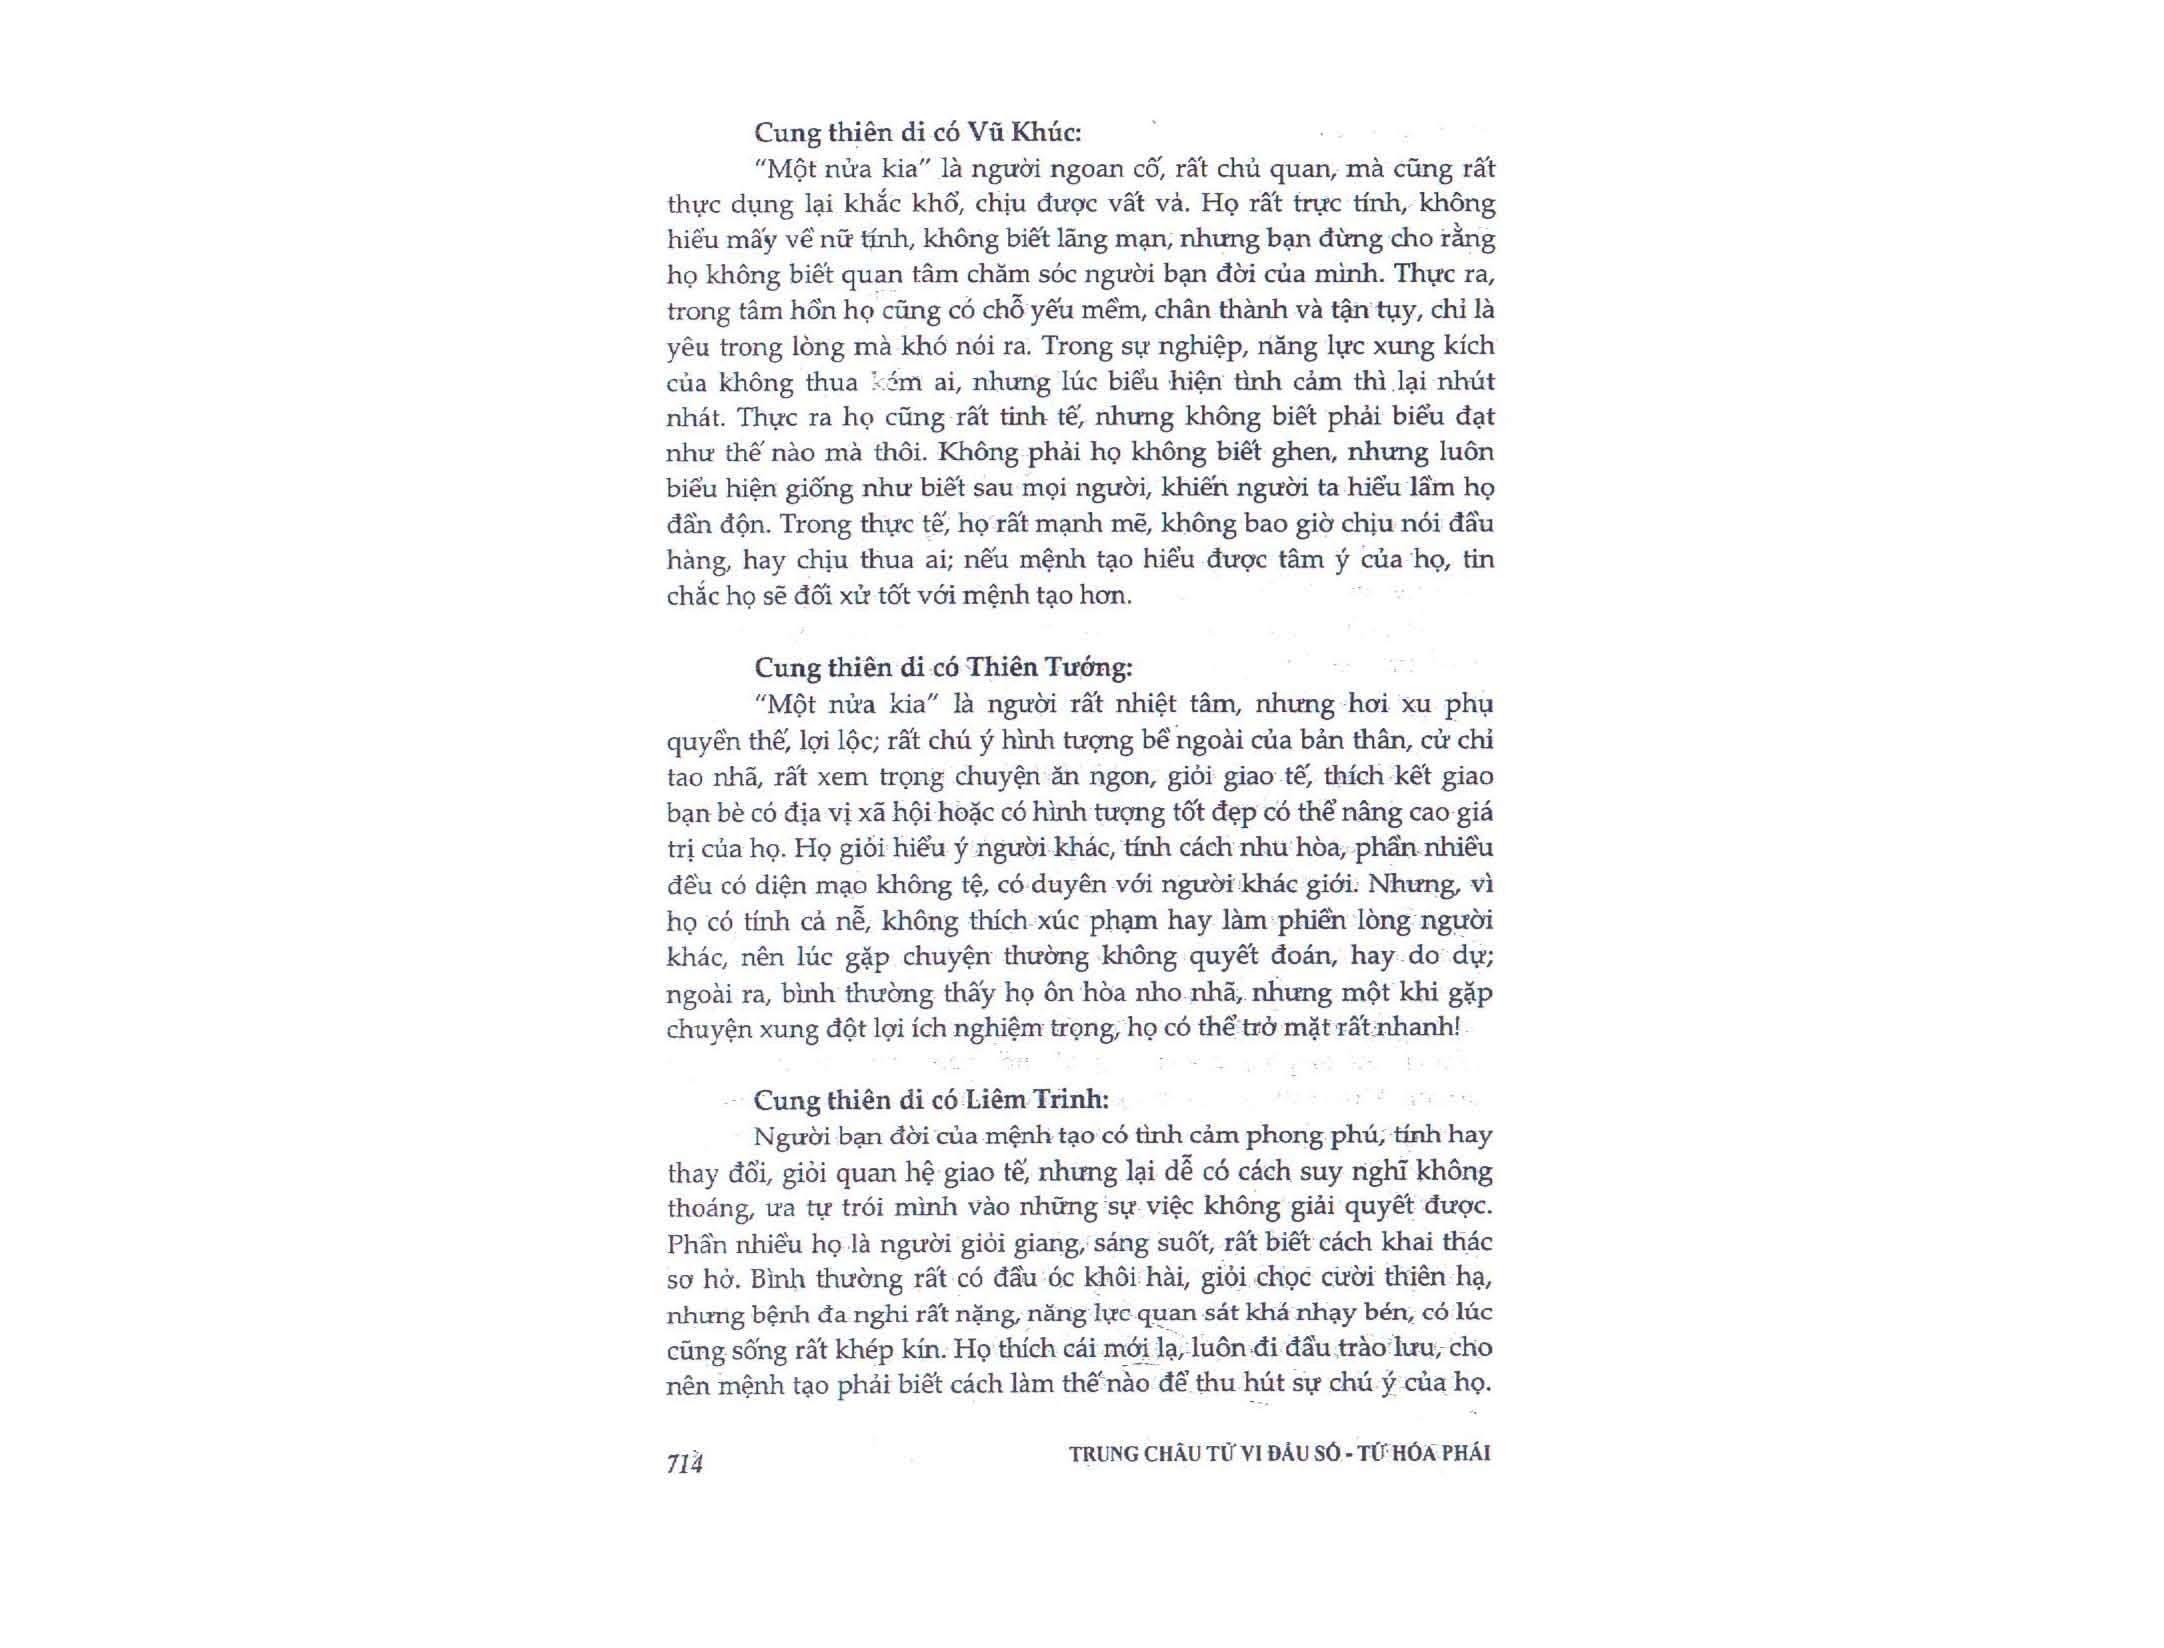 Cung thiên di có Vũ Khúc:
"Một nửa kia" là người ngoan cố, rất chủ quan, mà cũng rất
thực dụng lại khắc khổ, chịu được vất vả. Họ rất trực tính, không
hiểu mấy về nữ tính, không biết lãng mạn, nhưng bạn đừng cho rằng
họ không biết quan tâm chăm sóc người bạn đời của mình. Thực ra,
trong tâm hồn họ cũng có chỗ yếu mềm, chân thành và tận tụy, chỉ là
yêu trong lòng mà khó nói ra. Trong sự nghiệp, năng lực xung kích
của không thua kém ai, nhưng lúc biểu hiện tình cảm thì lại nhút
nhát. Thực ra họ cũng rất tinh tế, nhưng không biết phải biểu đạt
như thế nào mà thôi. Không phải họ không biết ghen, nhưng luôn
biểu hiện giống như biết sau mọi người, khiến người ta hiểu lầm họ
đần độn. Trong thực tế, họ rất mạnh mẽ, không bao giờ chịu nói đầu
hàng, hay chịu thua ai; nếu mệnh tạo hiểu được tâm ý của họ, tin
chắc họ sẽ đối xử tốt với mệnh tạo hơn.
Cung thiên di có Thiên Tướng:
"Một nửa kia" là người rất nhiệt tâm, nhưng hơi xu phụ
quyền thế, lợi lộc; rất chú ý hình tượng bề ngoài của bản thân, cử chỉ
tao nhã, rất xem trọng chuyện ăn ngon, giỏi giao tế, thích kết giao
bạn bè có địa vị xã hội hoặc có hình tượng tốt đẹp có thể nâng cao giá
trị của họ. Họ giỏi hiểu ý người khác, tính cách nhu hòa, phần nhiều
đều có diện mạo không tệ, có duyên với người khác giới. Nhưng, vì
họ có tính cả nễ, không thích xúc phạm hay làm phiền lòng người
khác, nên lúc gặp chuyện thường không quyết đoán, hay do dự;
ngoài ra, bình thường thấy họ ôn hòa nho nhã, nhưng một khi gặp
chuyện xung đột lợi ích nghiệm trọng, họ có thể trở mặt rất nhanh!
Cung thiên di có Liêm Trinh:
Người bạn đời của mệnh tạo có tình cảm phong phú, tính hay
thay đổi, giỏi quan hệ giao tế, nhưng lại dễ có cách suy nghĩ không
thoáng, ưa tự trói mình vào những sự việc không giải quyết được.
Phần nhiều họ là người giỏi giang, sáng suốt, rất biết cách khai thác
sơ hở. Bình thường rất có đầu óc khôi hài, giỏi chọc cười thiên hạ,
nhưng bệnh đa nghi rất nặng, năng lực quan sát khá nhạy bén, có lúc
cũng sống rất khép kín. Họ thích cái mới lạ, luôn đi đầu trào lưu, cho
nên mệnh tạo phải biết cách làm thế nào để thu hút sự chú ý của họ.
714
TRUNG CHÂU TỬ VI ĐẨU SỐ - TỨ HÓA PHÁI